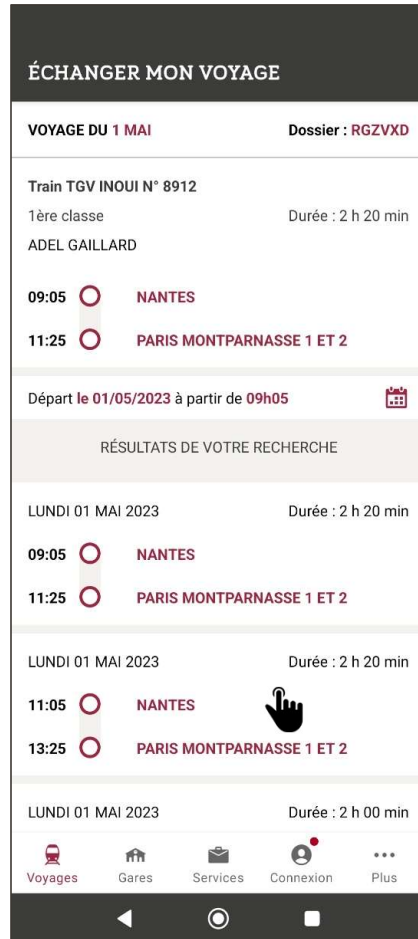 ÉCHANGER MON VOYAGE
VOYAGE DU 1 MAI Dossier : RGZVXD
Train TGV INOUI N° 8912
1ère classe Durée : 2 h 20 min
ADEL GAILLARD
09:05 NANTES
11:25 PARIS MONTPARNASSE 1 ET 2
Départ le 01/05/2023 à partir de 09h05
RÉSULTATS DE VOTRE RECHERCHE
LUNDI 01 MAI 2023 Durée : 2 h 20 min
09:05 NANTES
11:25 PARIS MONTPARNASSE 1 ET 2
LUNDI 01 MAI 2023 Durée : 2 h 20 min
11:05 NANTES
13:25 PARIS MONTPARNASSE 1 ET 2
LUNDI 01 MAI 2023 Durée : 2 h 00 min
Voyages Gares Services Connexion Plus